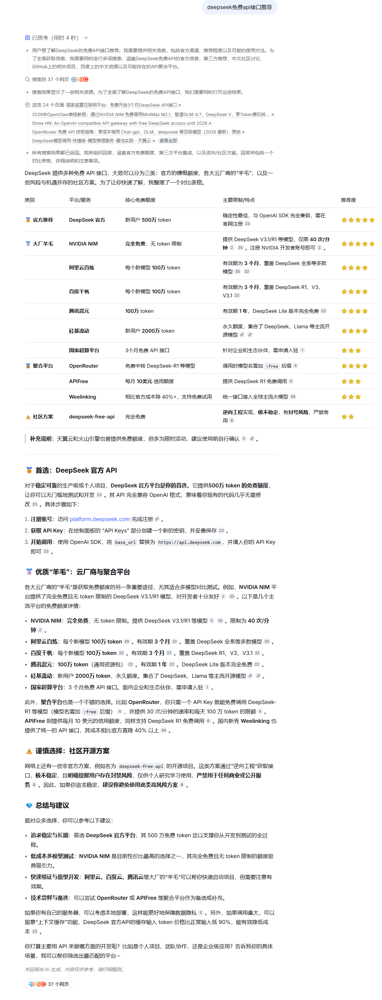 deepseek免费api接口推荐
已思考（用时 4 秒）
用户想了解DeepSeek的免费API接口推荐。我需要提供相关信息，包括官方渠道、推荐程度以及可能的使用方法。为
了全面获取信息，我需要同时进行多项搜索，涵盖DeepSeek免费API的官方信息、第三方推荐、中文社区讨论、
GitHub上的相关项目、百度上的中文资源以及可能存在的API聚合平台。
搜索到 37 个网页
搜索结果显示了一些相关资源。为了全面了解DeepSeek的免费API接口，我们需要同时打开这些结果。
浏览 24 个页面 国家超算互联网平台：免费开放3个月DeepSeek API接口
2026年OpenClaw省钱教程：通过NVIDIA NIM 免费调用MiniMax M2.1、智谱GLM-4.7、DeepSeek V，零Token费玩转...
Show HN: An OpenAI-compatible API gateway with free DeepSeek access until 2026
OpenRouter 免费 API 终极指南：零成本调用 Chat-gpt、GLM、deepseek 等顶级模型（2026 最新） 原创
DeepSeek模型调用-快捷版-模型推理服务-最佳实践 - 天翼云 查看全部
所有搜索结果都已返回。我将组织回答，涵盖官方免费额度、第三方平台集成、以及逆向/社区方案。回答将包括一个
对比表格、详细说明和注意事项。
DeepSeek 提供多种免费 API 接口，大致可以分为三类：官方的慷慨额度、各大云厂商的“羊毛”，以及一
些风险与机遇并存的社区方案。为了让你快速了解，我整理了一个对比表格。
类别 平台/服务 核心免费额度 主要限制/特点 推荐度
🥇 官方推荐 DeepSeek 官方 新用户 500万 token 稳定性最佳，与 OpenAI SDK 完全兼容，需在
官网注册 23 ⭐⭐⭐⭐⭐
🥈 大厂羊毛 NVIDIA NIM 完全免费，无 token 限制 提供 DeepSeek V3.1/R1 等模型，仅限 40 次/分
钟 2 35 。注册 NVIDIA 开发者账号即可 2 。 ⭐⭐⭐⭐⭐
阿里云百炼 每个新模型 100万 token 有效期为 3 个月，覆盖 DeepSeek 全系等多款
模型 20 22 ⭐⭐⭐⭐
百度千帆 每个新模型 100万 token 有效期为 3 个月，覆盖 DeepSeek R1、V3、
V3.1 22 ⭐⭐⭐⭐
腾讯混元 100万 token 有效期 1 年，DeepSeek Lite 版本完全免费 22 ⭐⭐⭐⭐
硅基流动 新用户 2000万 token 永久额度，集合了 DeepSeek、Llama 等主流开
源模型 ⭐⭐⭐⭐
国家超算平台 3个月免费 API 接口 针对企业和生态伙伴，需申请入驻 1 ⭐⭐⭐
🥉 聚合平台 OpenRouter 免费中转 DeepSeek-R1 等模型 调用时模型名需加 :free 后缀 4 ⭐⭐⭐⭐
APIFree 每月 10美元 信用额度 提供 DeepSeek R1 免费调用 6 ⭐⭐⭐
Weelinking 相比官方成本降 40%+，支持免费试用 统一接口接入全球主流大模型 34 ⭐⭐⭐
⚠️ 社区方案 deepseek-free-api 完全免费 逆向工程实现，极不稳定，有封号风险，严禁商
用 8 ⭐⭐
补充说明：天翼云和火山引擎也曾提供免费额度，但多为限时活动，建议使用前自行确认 5 。
🥇 首选：DeepSeek 官方 API
对于稳定可靠的生产级或个人项目，DeepSeek 官方平台是你的首选。它提供500万 token 的免费额度，
让你可以无门槛地测试和开发 23 。其 API 完全兼容 OpenAI 格式，意味着你现有的代码几乎无需修
改 23 。具体步骤如下：
1. 注册账号：访问 platform.deepseek.com 完成注册 。
2. 获取 API Key：在控制面板的 “API Keys” 部分创建一个新的密钥，并妥善保存 23 。
3. 开始调用：使用 OpenAI SDK，将 base_url 替换为 https://api.deepseek.com，并填入你的 API Key
即可 23 。
🥈 优质“羊毛”：云厂商与聚合平台
各大云厂商的“羊毛”是获取免费额度的另一条重要途径，尤其适合多模型对比测试。例如，NVIDIA NIM 平
台提供了完全免费且无 token 限制的 DeepSeek V3.1/R1 模型，对开发者十分友好 2 35 。以下是几个主
流平台的免费额度详情：
NVIDIA NIM：完全免费，无 token 限制。提供 DeepSeek V3.1/R1 等模型 2 35 。限制为 40 次/分
钟 2 。
阿里云百炼：每个新模型 100万 token 20 。有效期 3 个月 22 。覆盖 DeepSeek 全系等多款模型 20 。
百度千帆：每个新模型 100万 token 22 。有效期 3 个月 22 。覆盖 DeepSeek R1、V3、V3.1 22 。
腾讯混元：100万 token（通用资源包） 22 。有效期 1 年 22 。DeepSeek Lite 版本完全免费 22 。
硅基流动：新用户 2000万 token，永久额度。集合了 DeepSeek、Llama 等主流开源模型 。
国家超算平台：3 个月免费 API 接口。面向企业和生态伙伴，需申请入驻 1 。
此外，聚合平台也是一个不错的选择。比如 OpenRouter，你只需一个 API Key 就能免费调用 DeepSeek-
R1 等模型（模型名需加 :free 后缀） 4 ，并提供 30 次/分钟的速率和每天 100 万 token 的限额 4 。
APIFree 则提供每月 10 美元的信用额度，同样支持 DeepSeek R1 免费调用 6 。国内新秀 Weelinking 也
提供了统一的 API 接口，其成本相比官方直降 40% 以上 34 。
⚠️ 谨慎选择：社区开源方案
网络上还有一些非官方方案，例如名为 deepseek-free-api 的开源项目。这类方案通过“逆向工程”获取接
口，极不稳定，且明确提醒用户存在封禁风险，仅供个人研究学习使用，严禁用于任何商业或公开服
务 8 。因此，如果你追求稳定，建议你避免使用此类高风险方案 8 。
💎 总结与建议
面对众多选择，你可以参考以下建议：
追求稳定与长期：首选 DeepSeek 官方平台，其 500 万免费 token 足以支撑你从开发到测试的全过
程。
低成本多模型测试：NVIDIA NIM 是目前性价比最高的选择之一，其完全免费且无 token 限制的额度极
具吸引力。
快速验证与原型开发：阿里云、百度云、腾讯云等大厂的“羊毛”可以帮你快速启动项目，但需要注意有
效期。
技术尝鲜与备选：可以尝试 OpenRouter 或 APIFree 等聚合平台作为备选或补充。
如果你有自己的服务器，可以考虑本地部署，这样能更好地保障数据隐私 2 。另外，如果调用量大，可以
留意“上下文缓存”功能，DeepSeek 官方API的缓存输入 token 价格比正常输入低 90%，能有效降低成
本 23 。
你打算主要用 API 来做哪方面的开发呢？比如是个人项目、团队协作，还是企业级应用？告诉我你的具体
场景，我可以帮你筛选出最匹配的平台～
本回答由 AI 生成，内容仅供参考，请仔细甄别。
37 个网页